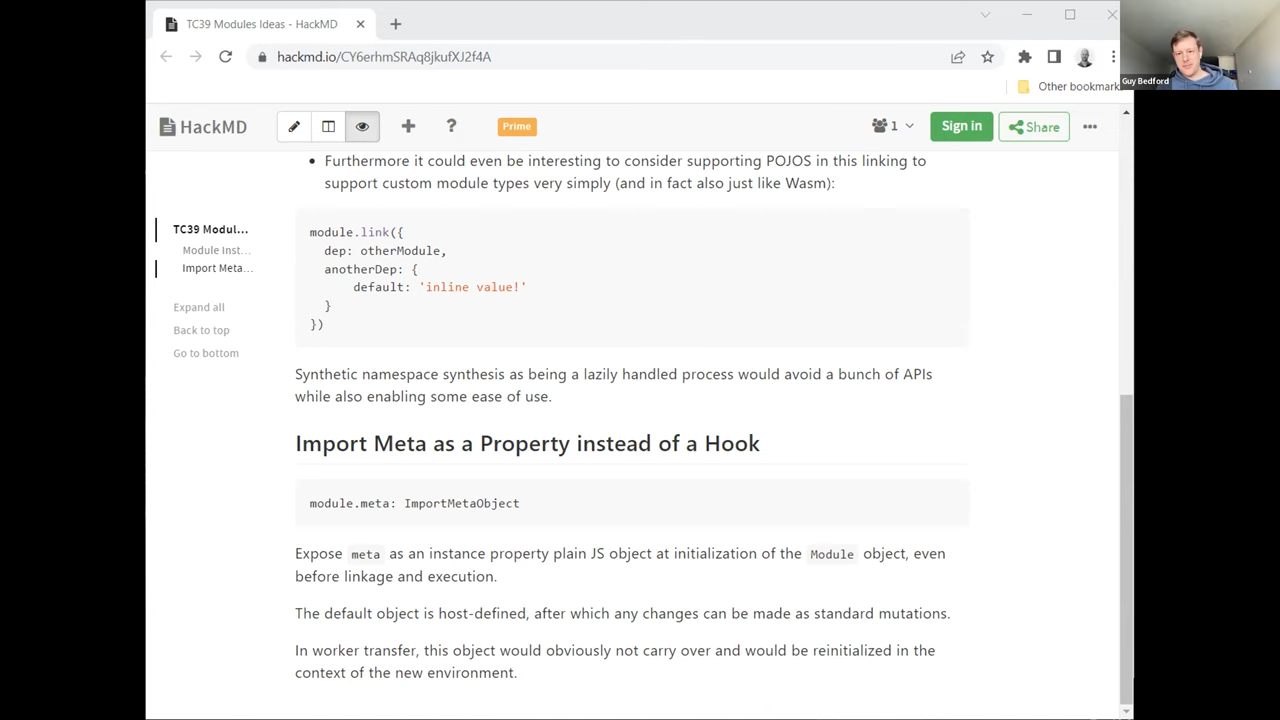 TC39 Modules Ideas - HackMD
hackmd.io/CY6erhmSRAq8jkufXJ2f4A
Guy Bedford
Other bookmark
HackMD
Prime
1
Sign in
Share
Furthermore it could even be interesting to consider supporting POJOS in this linking to
support custom module types very simply (and in fact also just like Wasm):
TC39 Modul...
Module Inst...
Import Meta...
Expand all
Back to top
Go to bottom
module.link({
dep: otherModule,
anotherDep: {
default: 'inline value!'
}
})
Synthetic namespace synthesis as being a lazily handled process would avoid a bunch of APIs
while also enabling some ease of use.
Import Meta as a Property instead of a Hook
module.meta: ImportMetaObject
Expose meta as an instance property plain JS object at initialization of the Module object, even
before linkage and execution.
The default object is host-defined, after which any changes can be made as standard mutations.
In worker transfer, this object would obviously not carry over and would be reinitialized in the
context of the new environment.